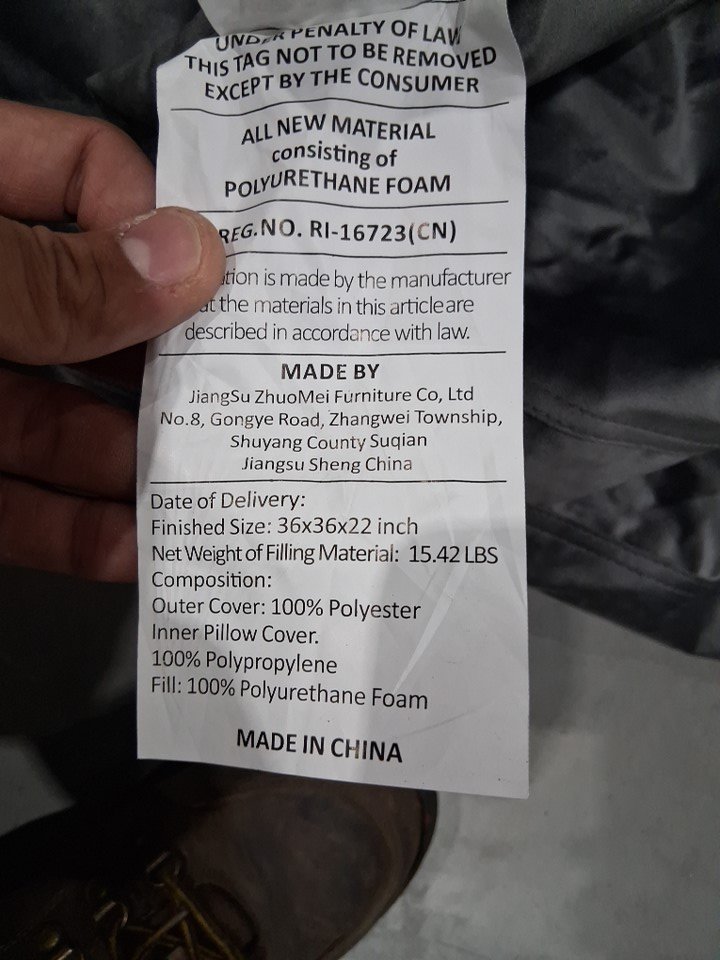 UNDER PENALTY OF LAW
THIS TAG NOT TO BE REMOVED
EXCEPT BY THE CONSUMER
ALL NEW MATERIAL
consisting of
POLYURETHANE FOAM
REG.NO. RI-16723(CN)
is made by the manufacturer
the materials in this article are
described in accordance with law.
MADE BY
JiangSu ZhuoMei Furniture Co, Ltd
No.8, Gongye Road, Zhangwei Township,
Shuyang County Suqian
Jiangsu Sheng China
Date of Delivery:
Finished Size: 36x36x22 inch
Net Weight of Filling Material: 15.42 LBS
Composition:
Outer Cover: 100% Polyester
Inner Pillow Cover.
100% Polypropylene
Fill: 100% Polyurethane Foam
MADE IN CHINA